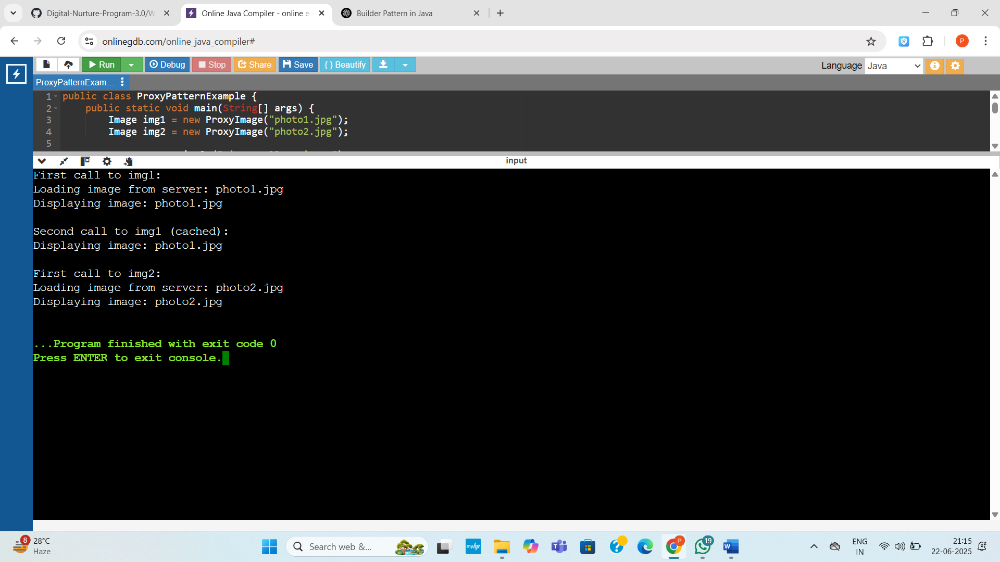 Digital-Nurture-Program-3.0/W
Online Java Compiler - online e
Builder Pattern in Java
onlinegdb.com/online_java_compiler#
P
Run
Debug
Stop
Share
Save
{ } Beautify
Language Java
ProxyPatternExam...
1 public class ProxyPatternExample {
2 public static void main(String[] args) {
3 Image img1 = new ProxyImage("photo1.jpg");
4 Image img2 = new ProxyImage("photo2.jpg");
5
input
First call to img1:
Loading image from server: photo1.jpg
Displaying image: photo1.jpg
Second call to img1 (cached):
Displaying image: photo1.jpg
First call to img2:
Loading image from server: photo2.jpg
Displaying image: photo2.jpg
...Program finished with exit code 0
Press ENTER to exit console.
8
28°C
Haze
Search web &...
myhp
P
19
ENG
IN
21:15
22-06-2025